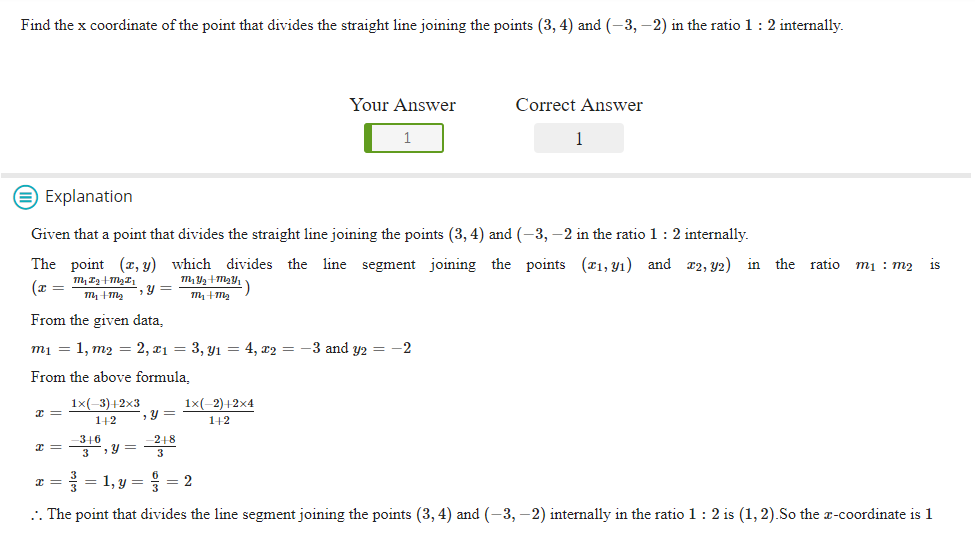 Find the x coordinate of the point that divides the straight line joining the points (3, 4) and (−3, −2) in the ratio 1 : 2 internally.
Your Answer Correct Answer
1 1
Explanation
Given that a point that divides the straight line joining the points (3, 4) and (−3, −2 in the ratio 1 : 2 internally.
The point (x, y) which divides the line segment joining the points (x₁, y₁) and x₂, y₂) in the ratio m₁ : m₂ is
(x = \frac{m₁x₂+m₂x₁}{m₁+m₂}, y = \frac{m₁y₂+m₂y₁}{m₁+m₂})
From the given data,
m₁ = 1, m₂ = 2, x₁ = 3, y₁ = 4, x₂ = −3 and y₂ = −2
From the above formula,
x = \frac{1×(−3)+2×3}{1+2}, y = \frac{1×(−2)+2×4}{1+2}
x = \frac{−3+6}{3}, y = \frac{−2+8}{3}
x = \frac{3}{3} = 1, y = \frac{6}{3} = 2
∴ The point that divides the line segment joining the points (3, 4) and (−3, −2) internally in the ratio 1 : 2 is (1, 2).So the x-coordinate is 1